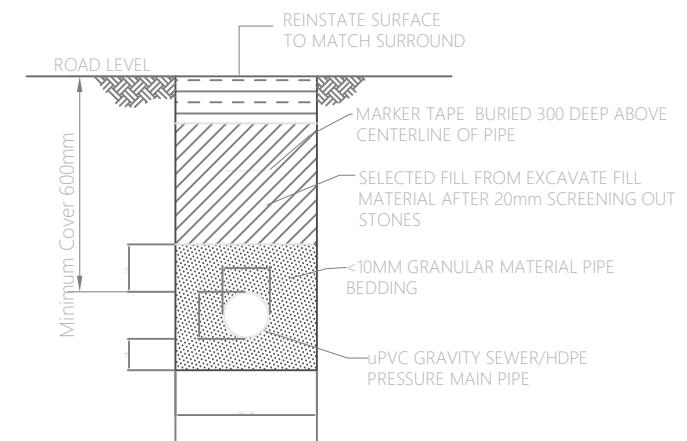 REINSTATE SURFACE
TO MATCH SURROUND
ROAD LEVEL
MARKER TAPE BURIED 300 DEEP ABOVE
CENTERLINE OF PIPE
SELECTED FILL FROM EXCAVATE FILL
MATERIAL AFTER 20mm SCREENING OUT
STONES
Minimum Cover 600mm
<10MM GRANULAR MATERIAL PIPE
BEDDING
uPVC GRAVITY SEWER/HDPE
PRESSURE MAIN PIPE